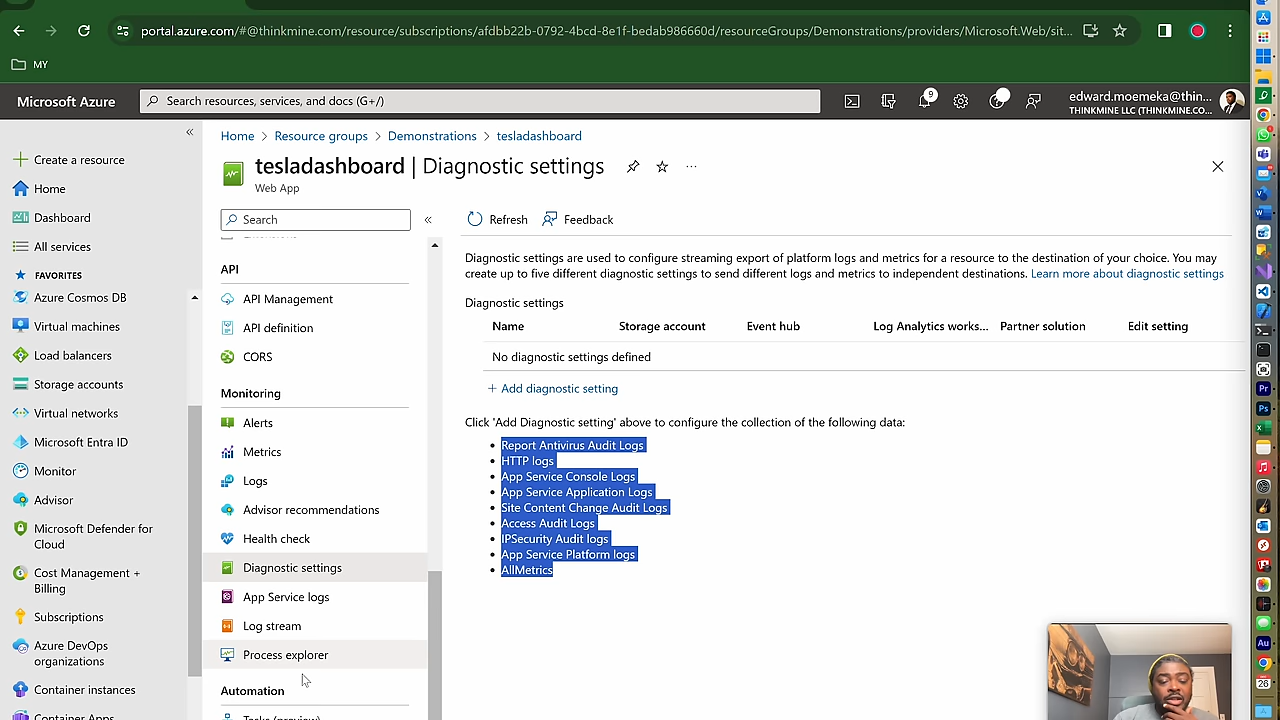 portal.azure.com/#@thinkmine.com/resource/subscriptions/afdbb22b-0792-4bcd-8e1f-bedab986660d/resourceGroups/Demonstrations/providers/Microsoft.Web/sit...
MY
Microsoft Azure
Search resources, services, and docs (G+/)
9
edward.moemeka@thin...
THINKMINE LLC (THINKMINE.CO...
Create a resource
Home
Dashboard
All services
FAVORITES
Azure Cosmos DB
Virtual machines
Load balancers
Storage accounts
Virtual networks
Microsoft Entra ID
Monitor
Advisor
Microsoft Defender for
Cloud
Cost Management +
Billing
Subscriptions
Azure DevOps
organizations
Container instances
Container Apps
Home > Resource groups > Demonstrations > tesladashboard
tesladashboard | Diagnostic settings
Web App
Search
API
API Management
API definition
CORS
Monitoring
Alerts
Metrics
Logs
Advisor recommendations
Health check
Diagnostic settings
App Service logs
Log stream
Process explorer
Automation
Tasks (preview)
Refresh
Feedback
Diagnostic settings are used to configure streaming export of platform logs and metrics for a resource to the destination of your choice. You may
create up to five different diagnostic settings to send different logs and metrics to independent destinations. Learn more about diagnostic settings
Diagnostic settings
Name Storage account Event hub Log Analytics works... Partner solution Edit setting
No diagnostic settings defined
+ Add diagnostic setting
Click 'Add Diagnostic setting' above to configure the collection of the following data:
• Report Antivirus Audit Logs
• HTTP logs
• App Service Console Logs
• App Service Application Logs
• Site Content Change Audit Logs
• Access Audit Logs
• IPSecurity Audit logs
• App Service Platform logs
• AllMetrics
Pr
Ps
Au
26